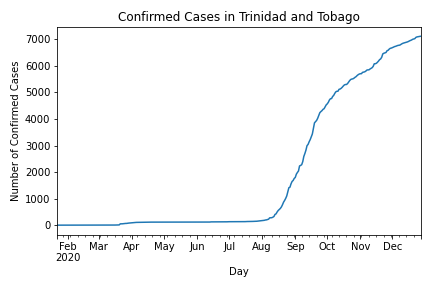 Confirmed Cases in Trinidad and Tobago
Number of Confirmed Cases
7000
6000
5000
4000
3000
2000
1000
0
Feb Mar Apr May Jun Jul Aug Sep Oct Nov Dec
2020
Day